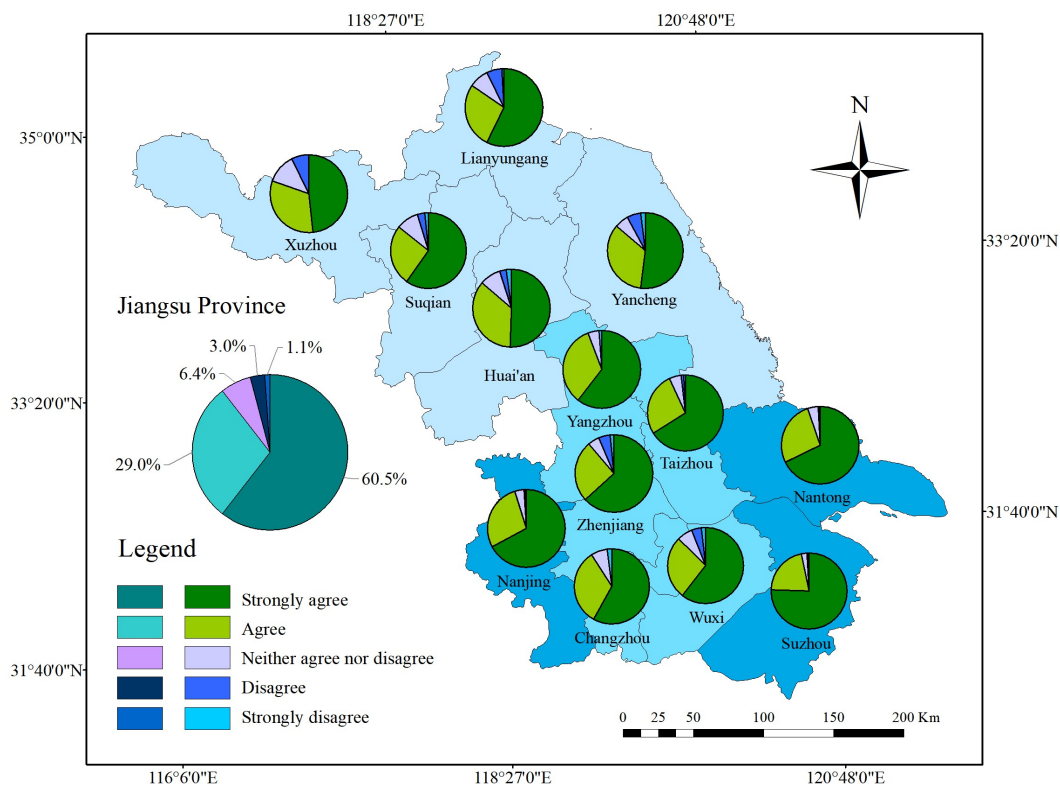 118°27'0"E
120°48'0"E
N
35°0'0"N
Lianyungang
Xuzhou
33°20'0"N
Suqian
Yancheng
Jiangsu Province
3.0%
1.1%
6.4%
Huai'an
33°20'0"N
Yangzhou
Taizhou
29.0%
60.5%
Nantong
31°40'0"N
Zhenjiang
Legend
Nanjing
Strongly agree
Wuxi
Agree
Changzhou
Suzhou
Neither agree nor disagree
31°40'0"N
Disagree
Strongly disagree
0 25 50 100 150 200 Km
116°60'0"E
118°27'0"E
120°48'0"E